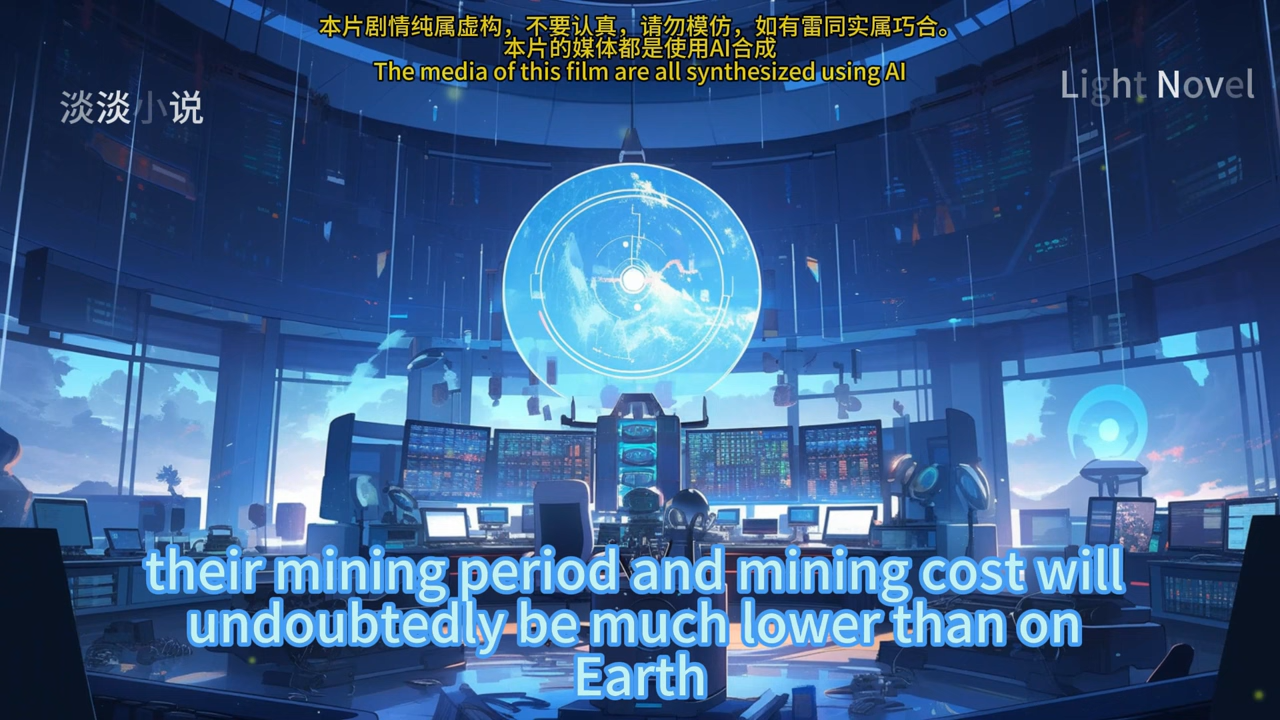 本片剧情纯属虚构，不要认真，请勿模仿，如有雷同实属巧合。
本片的媒体都是使用AI合成
The media of this film are all synthesized using AI
淡淡小说
Light Novel
their mining period and mining cost will
undoubtedly be much lower than on
Earth